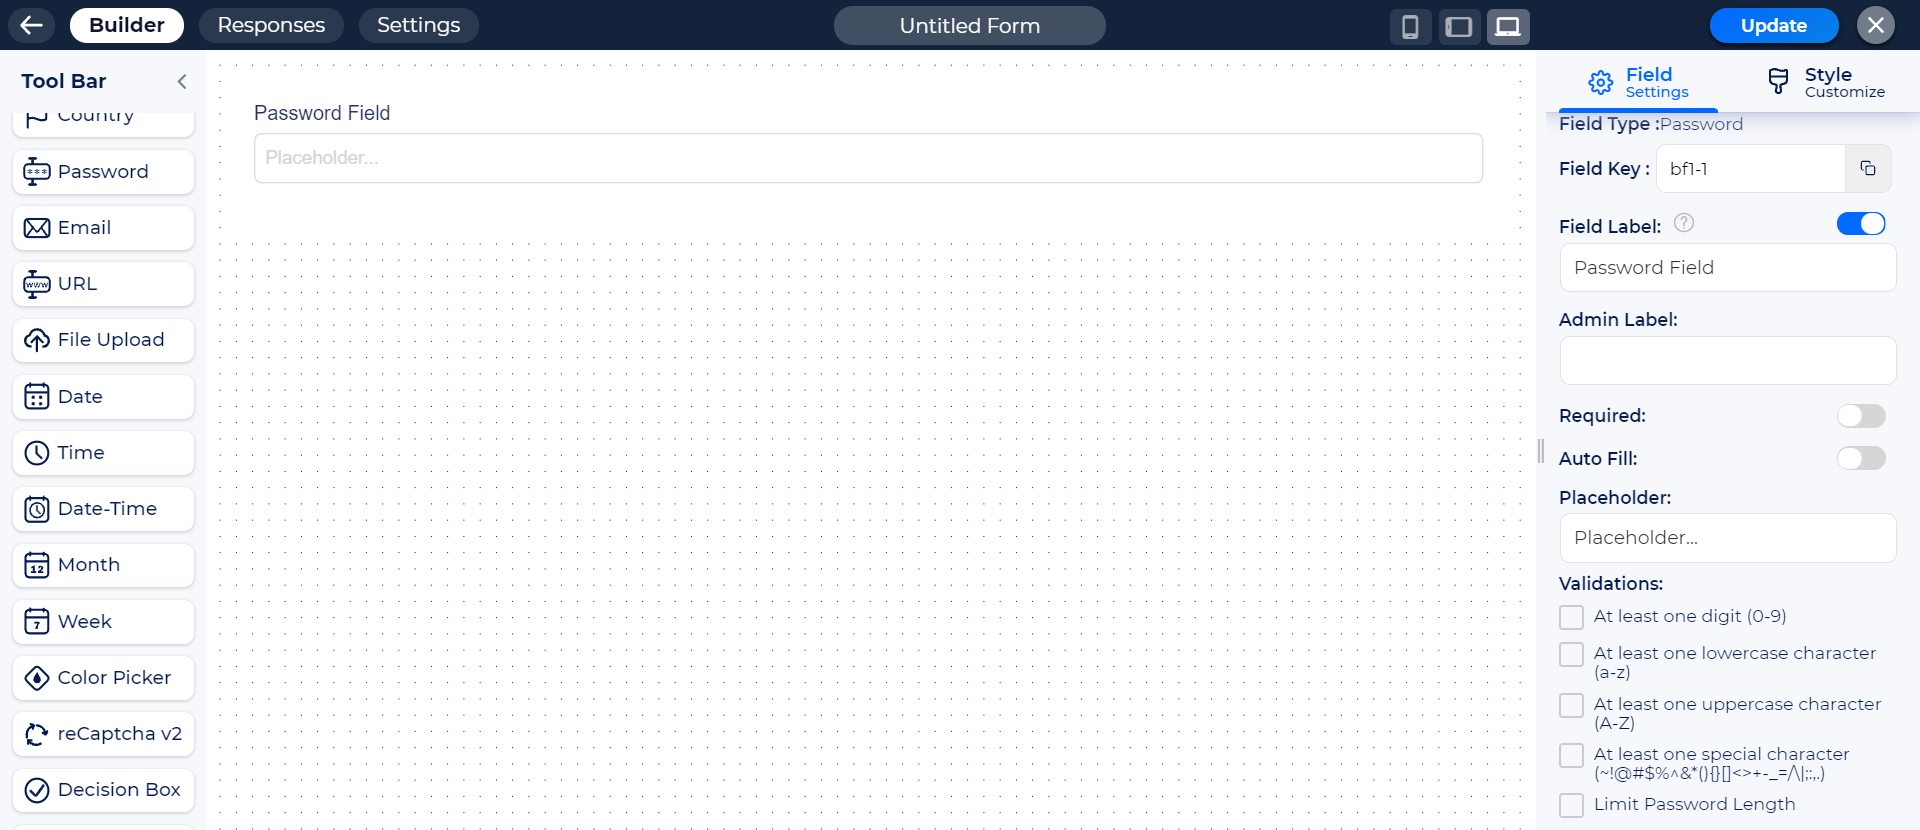 Builder
Responses
Settings
Untitled Form
Update
Tool Bar
Country
Password
Email
URL
File Upload
Date
Time
Date-Time
Month
Week
Color Picker
reCaptcha v2
Decision Box
Password Field
Placeholder...
Field
Settings
Style
Customize
Field Type :Password
Field Key :
bf1-1
Field Label:
Password Field
Admin Label:
Required:
Auto Fill:
Placeholder:
Placeholder...
Validations:
At least one digit (0-9)
At least one lowercase character
(a-z)
At least one uppercase character
(A-Z)
At least one special character
(~!@#$%^&*(){}[]<>+-_=/\|;:,.)
Limit Password Length